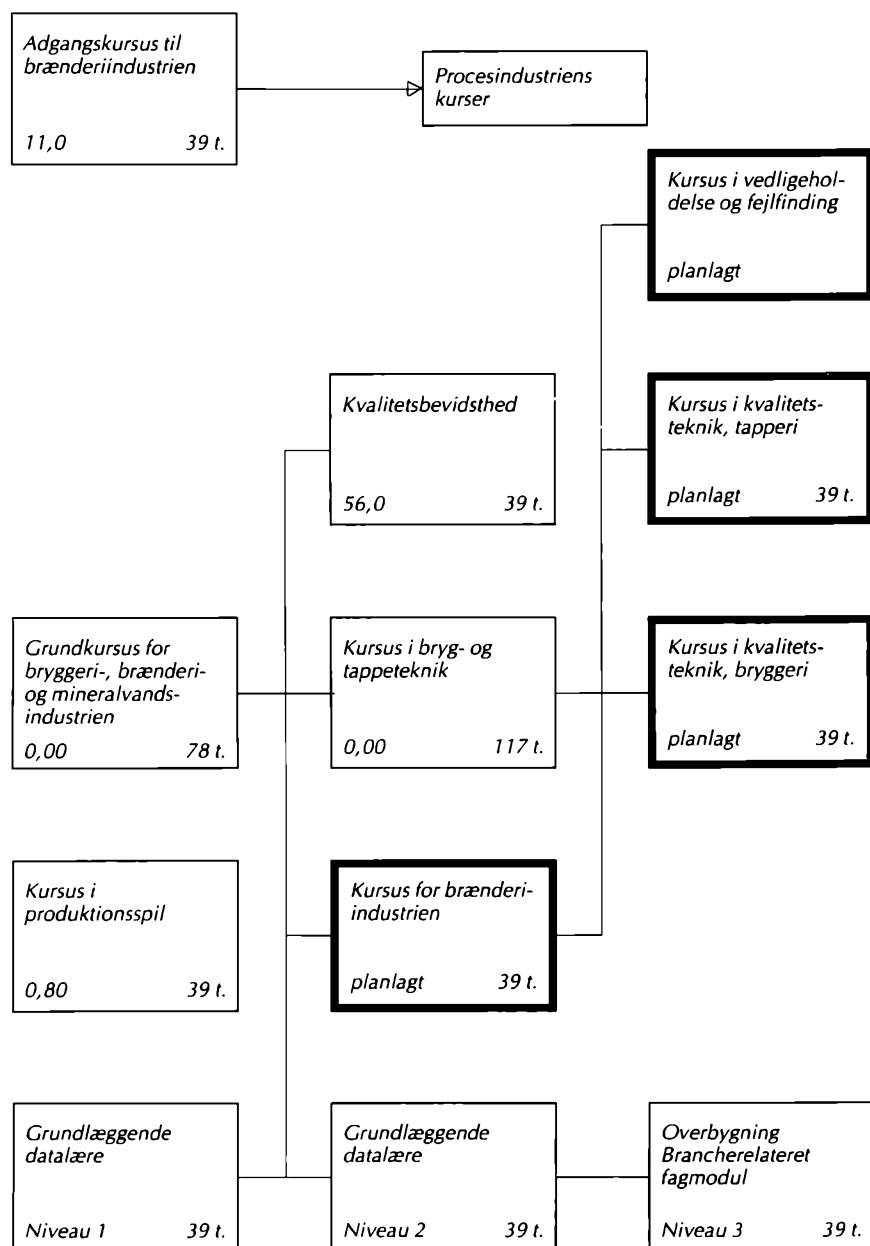 Adgangskursus til
brænderiindustrien
11,0 39 t.
Procesindustriens
kurser
Kursus i vedligehol-
delse og fejlfinding
planlagt
Kvalitetsbevidsthed
56,0 39 t.
Kursus i kvalitets-
teknik, tapperi
planlagt 39 t.
Grundkursus for
bryggeri-, brænderi-
og mineralvands-
industrien
0,00 78 t.
Kursus i bryg- og
tappeteknik
0,00 117 t.
Kursus i kvalitets-
teknik, bryggeri
planlagt 39 t.
Kursus i
produktionsspil
0,80 39 t.
Kursus for brænderi-
industrien
planlagt 39 t.
Grundlæggende
datalære
Niveau 1 39 t.
Grundlæggende
datalære
Niveau 2 39 t.
Overbygning
Brancherelateret
fagmodul
Niveau 3 39 t.